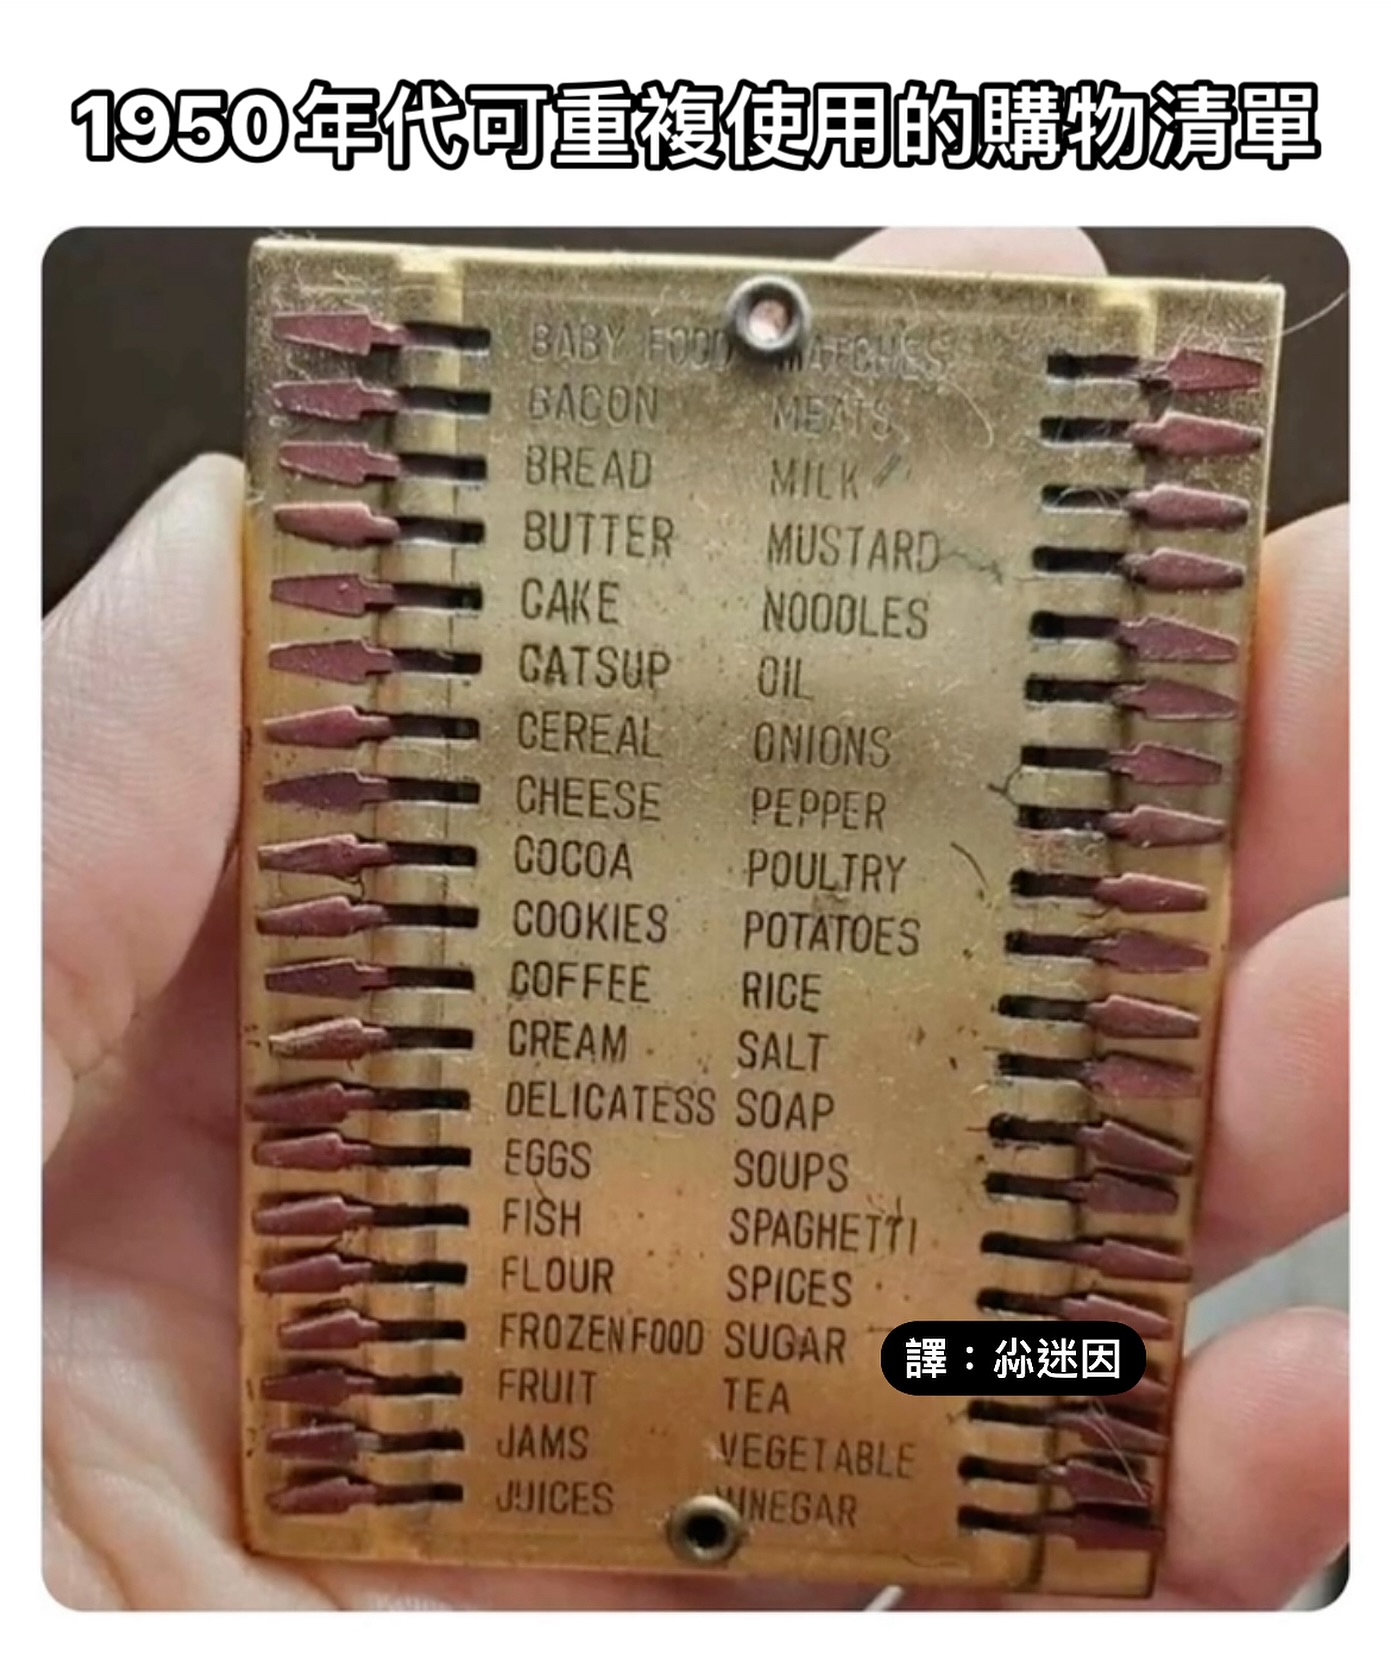 1950年代可重複使用的購物清單
BABY FOOD MATCHES
BACON MEATS
BREAD MILK
BUTTER MUSTARD
CAKE NOODLES
CATSUP OIL
CEREAL ONIONS
CHEESE PEPPER
COCOA POULTRY
COOKIES POTATOES
COFFEE RICE
CREAM SALT
DELICATESS SOAP
EGGS SOUPS
FISH SPAGHETTI
FLOUR SPICES
FROZEN FOOD SUGAR
譯：尛迷因
FRUIT TEA
JAMS VEGETABLE
JUICES VINEGAR